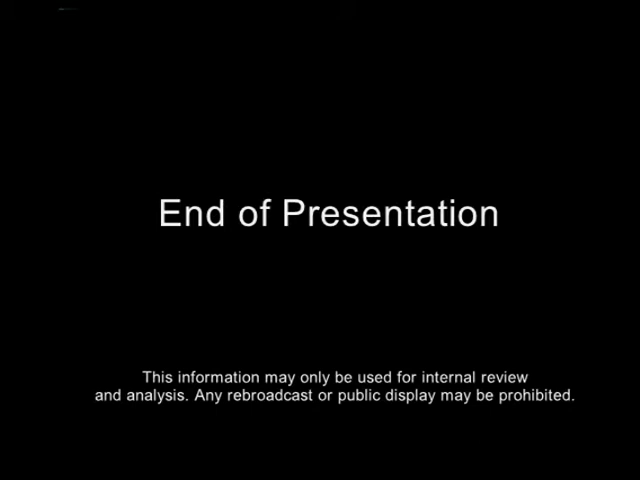 End of Presentation
This information may only be used for internal review
and analysis. Any rebroadcast or public display may be prohibited.